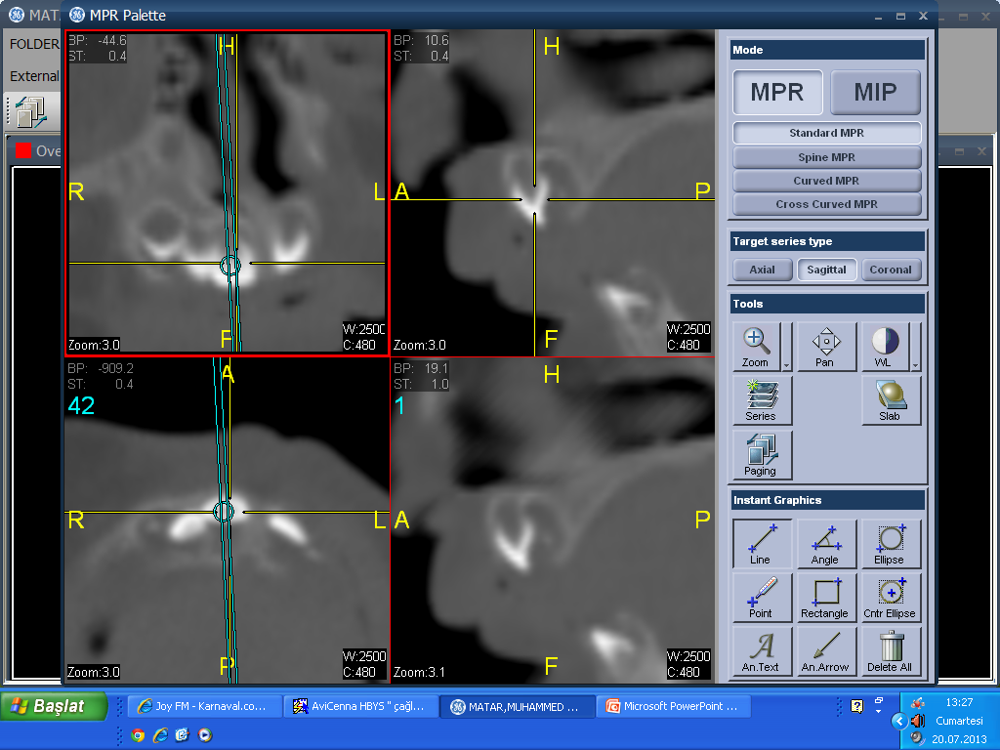 MATAR
MPR Palette
FOLDER
External
Ove
BP: -44.6
ST: 0.4
H
R
L
F
Zoom:3.0
W:2500
C:480
BP: 10.6
ST: 0.4
H
A
P
F
Zoom:3.0
W:2500
C:480
BP: -909.2
ST: 0.4
42
A
R
L
P
Zoom:3.0
W:2500
C:480
BP: 19.1
ST: 1.0
1
H
A
P
F
Zoom:3.1
W:2500
C:480
Mode
MPR
MIP
Standard MPR
Spine MPR
Curved MPR
Cross Curved MPR
Target series type
Axial
Sagittal
Coronal
Tools
Zoom
Pan
WL
Series
Slab
Paging
Instant Graphics
Line
Angle
Ellipse
Point
Rectangle
Cntr Ellipse
An.Text
An.Arrow
Delete All
Başlat
Joy FM - Karnaval.co...
AviCenna HBYS " çağl...
MATAR,MUHAMMED ...
Microsoft PowerPoint ...
13:27
Cumartesi
20.07.2013